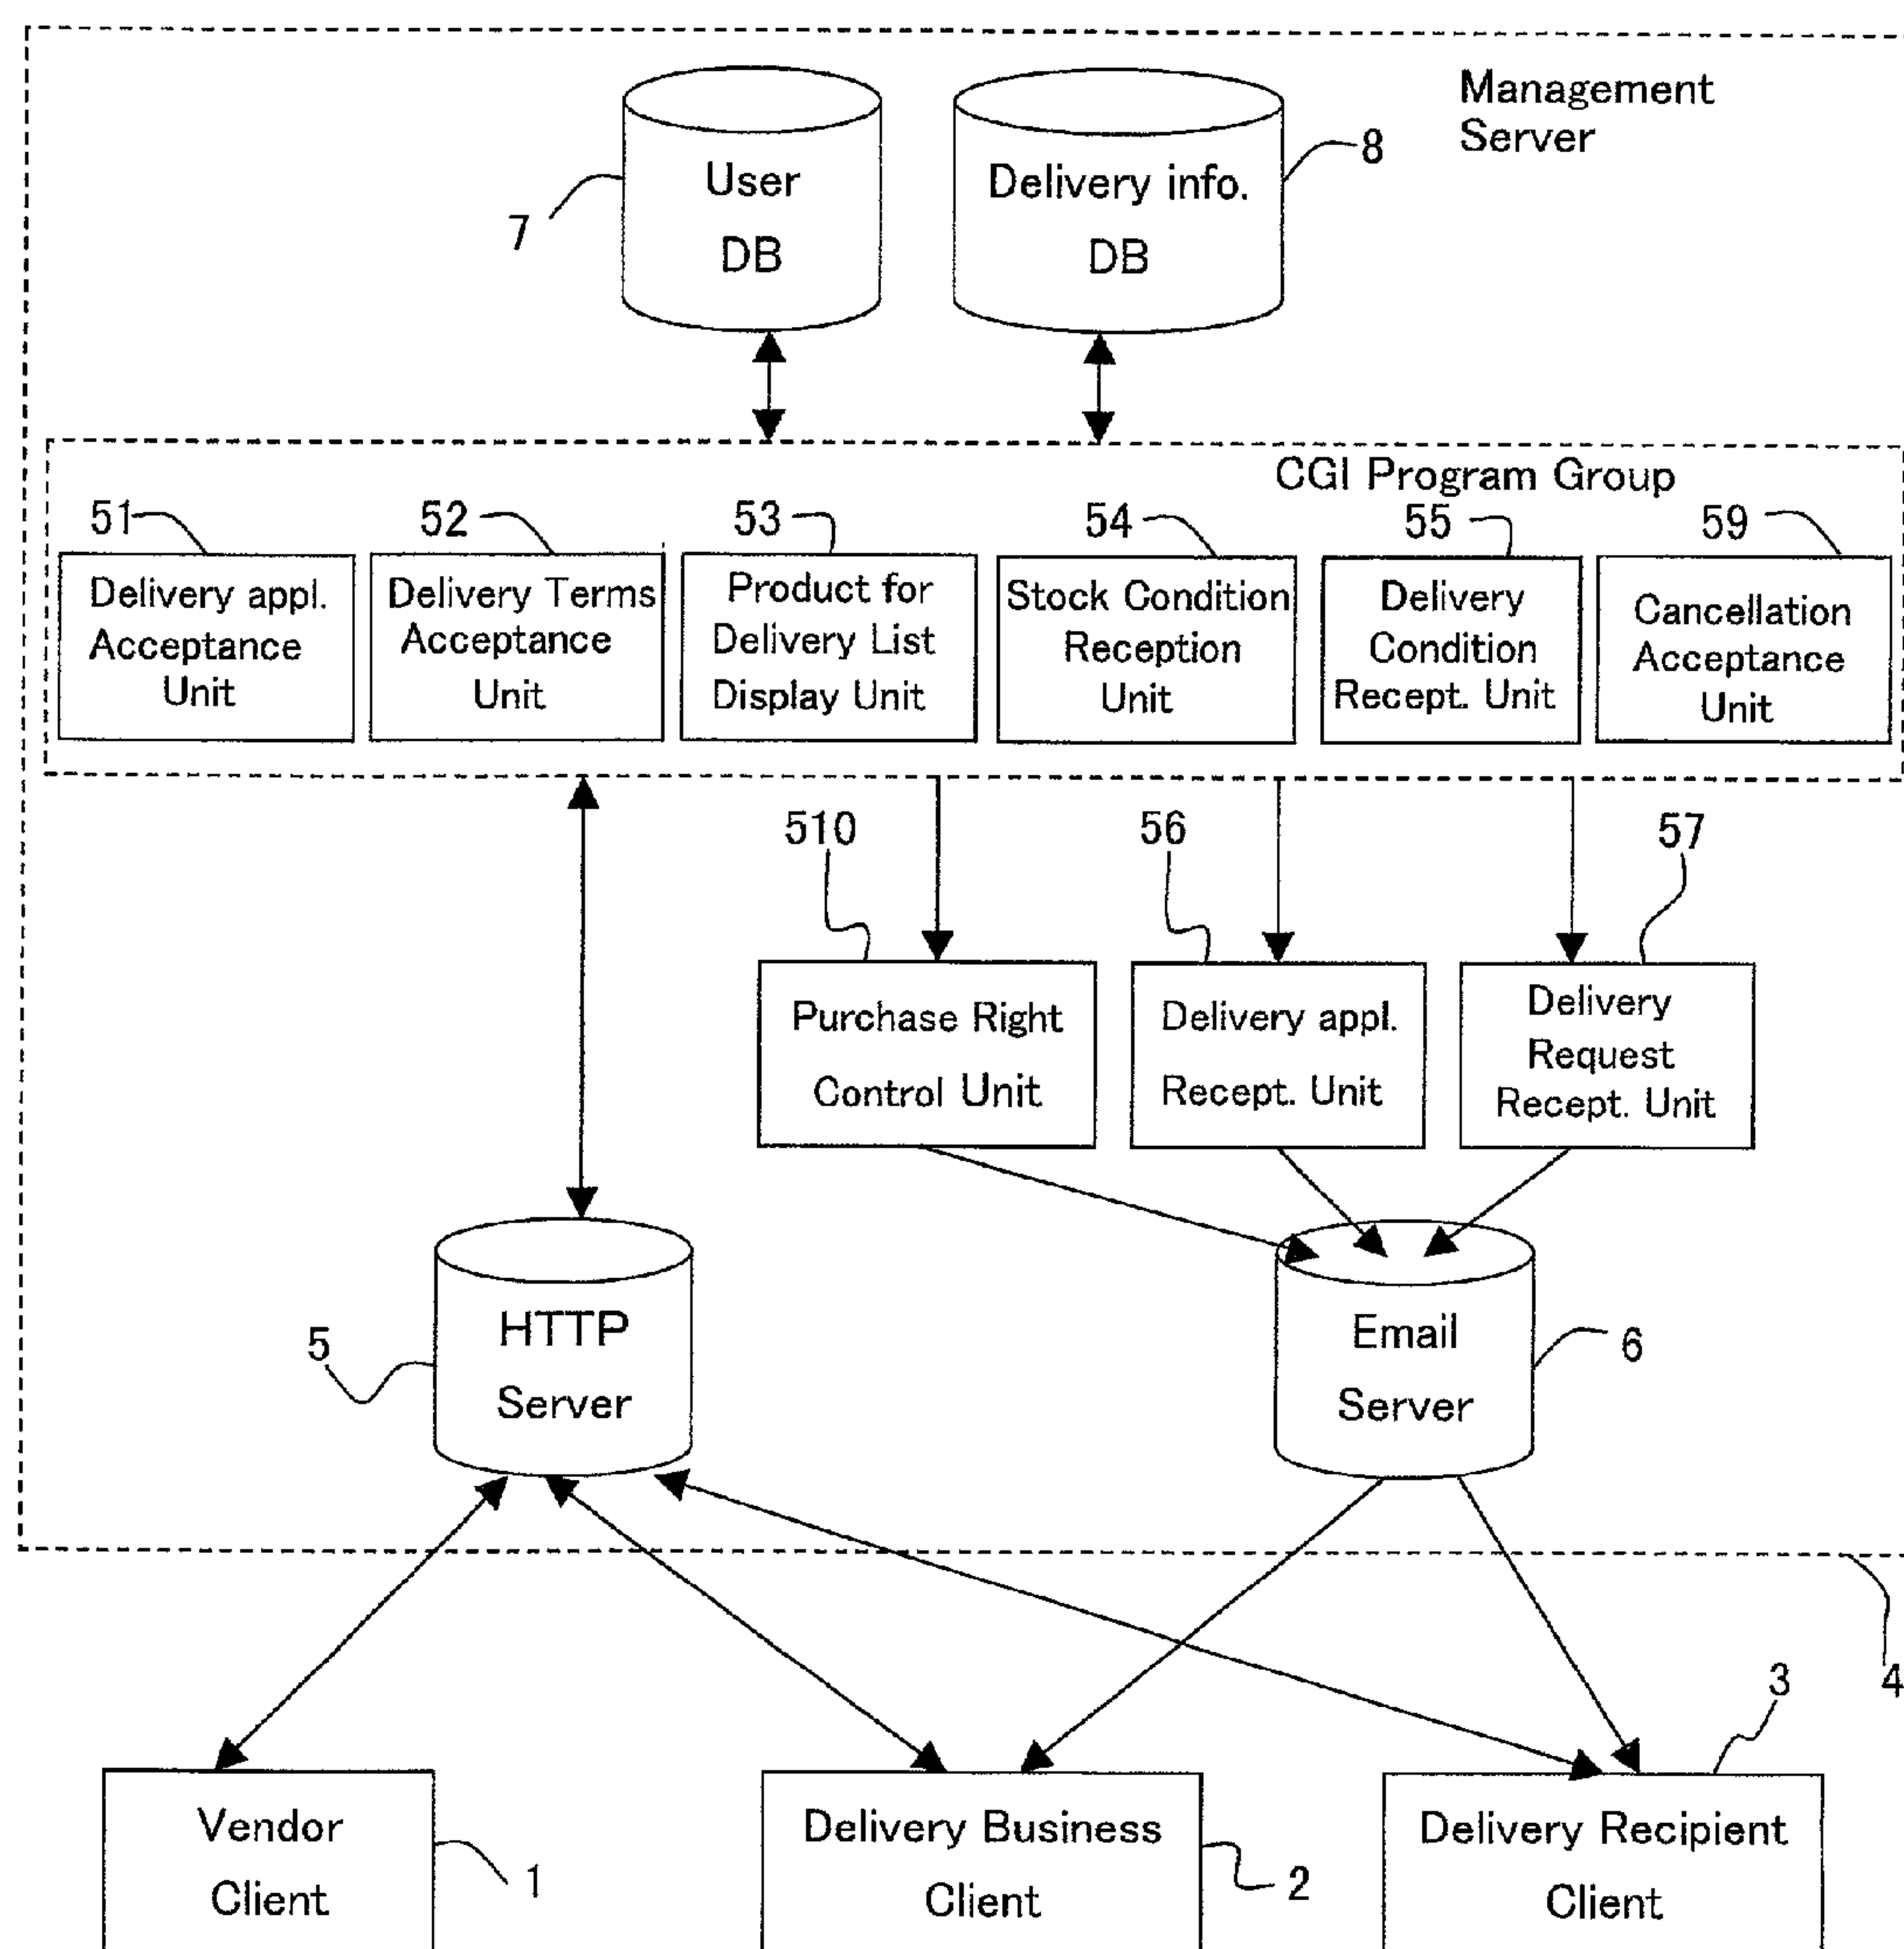 Management
Server
User
DB
7
Delivery info.
DB
8
CGI Program Group
51
52
53
54
55
59
Delivery appl.
Acceptance
Unit
Delivery Terms
Acceptance
Unit
Product for
Delivery List
Display Unit
Stock Condition
Reception
Unit
Delivery
Condition
Recept. Unit
Cancellation
Acceptance
Unit
510
56
57
Purchase Right
Control Unit
Delivery appl.
Recept. Unit
Delivery
Request
Recept. Unit
5
HTTP
Server
Email
Server
6
4
3
Vendor
Client
1
Delivery Business
Client
2
Delivery Recipient
Client